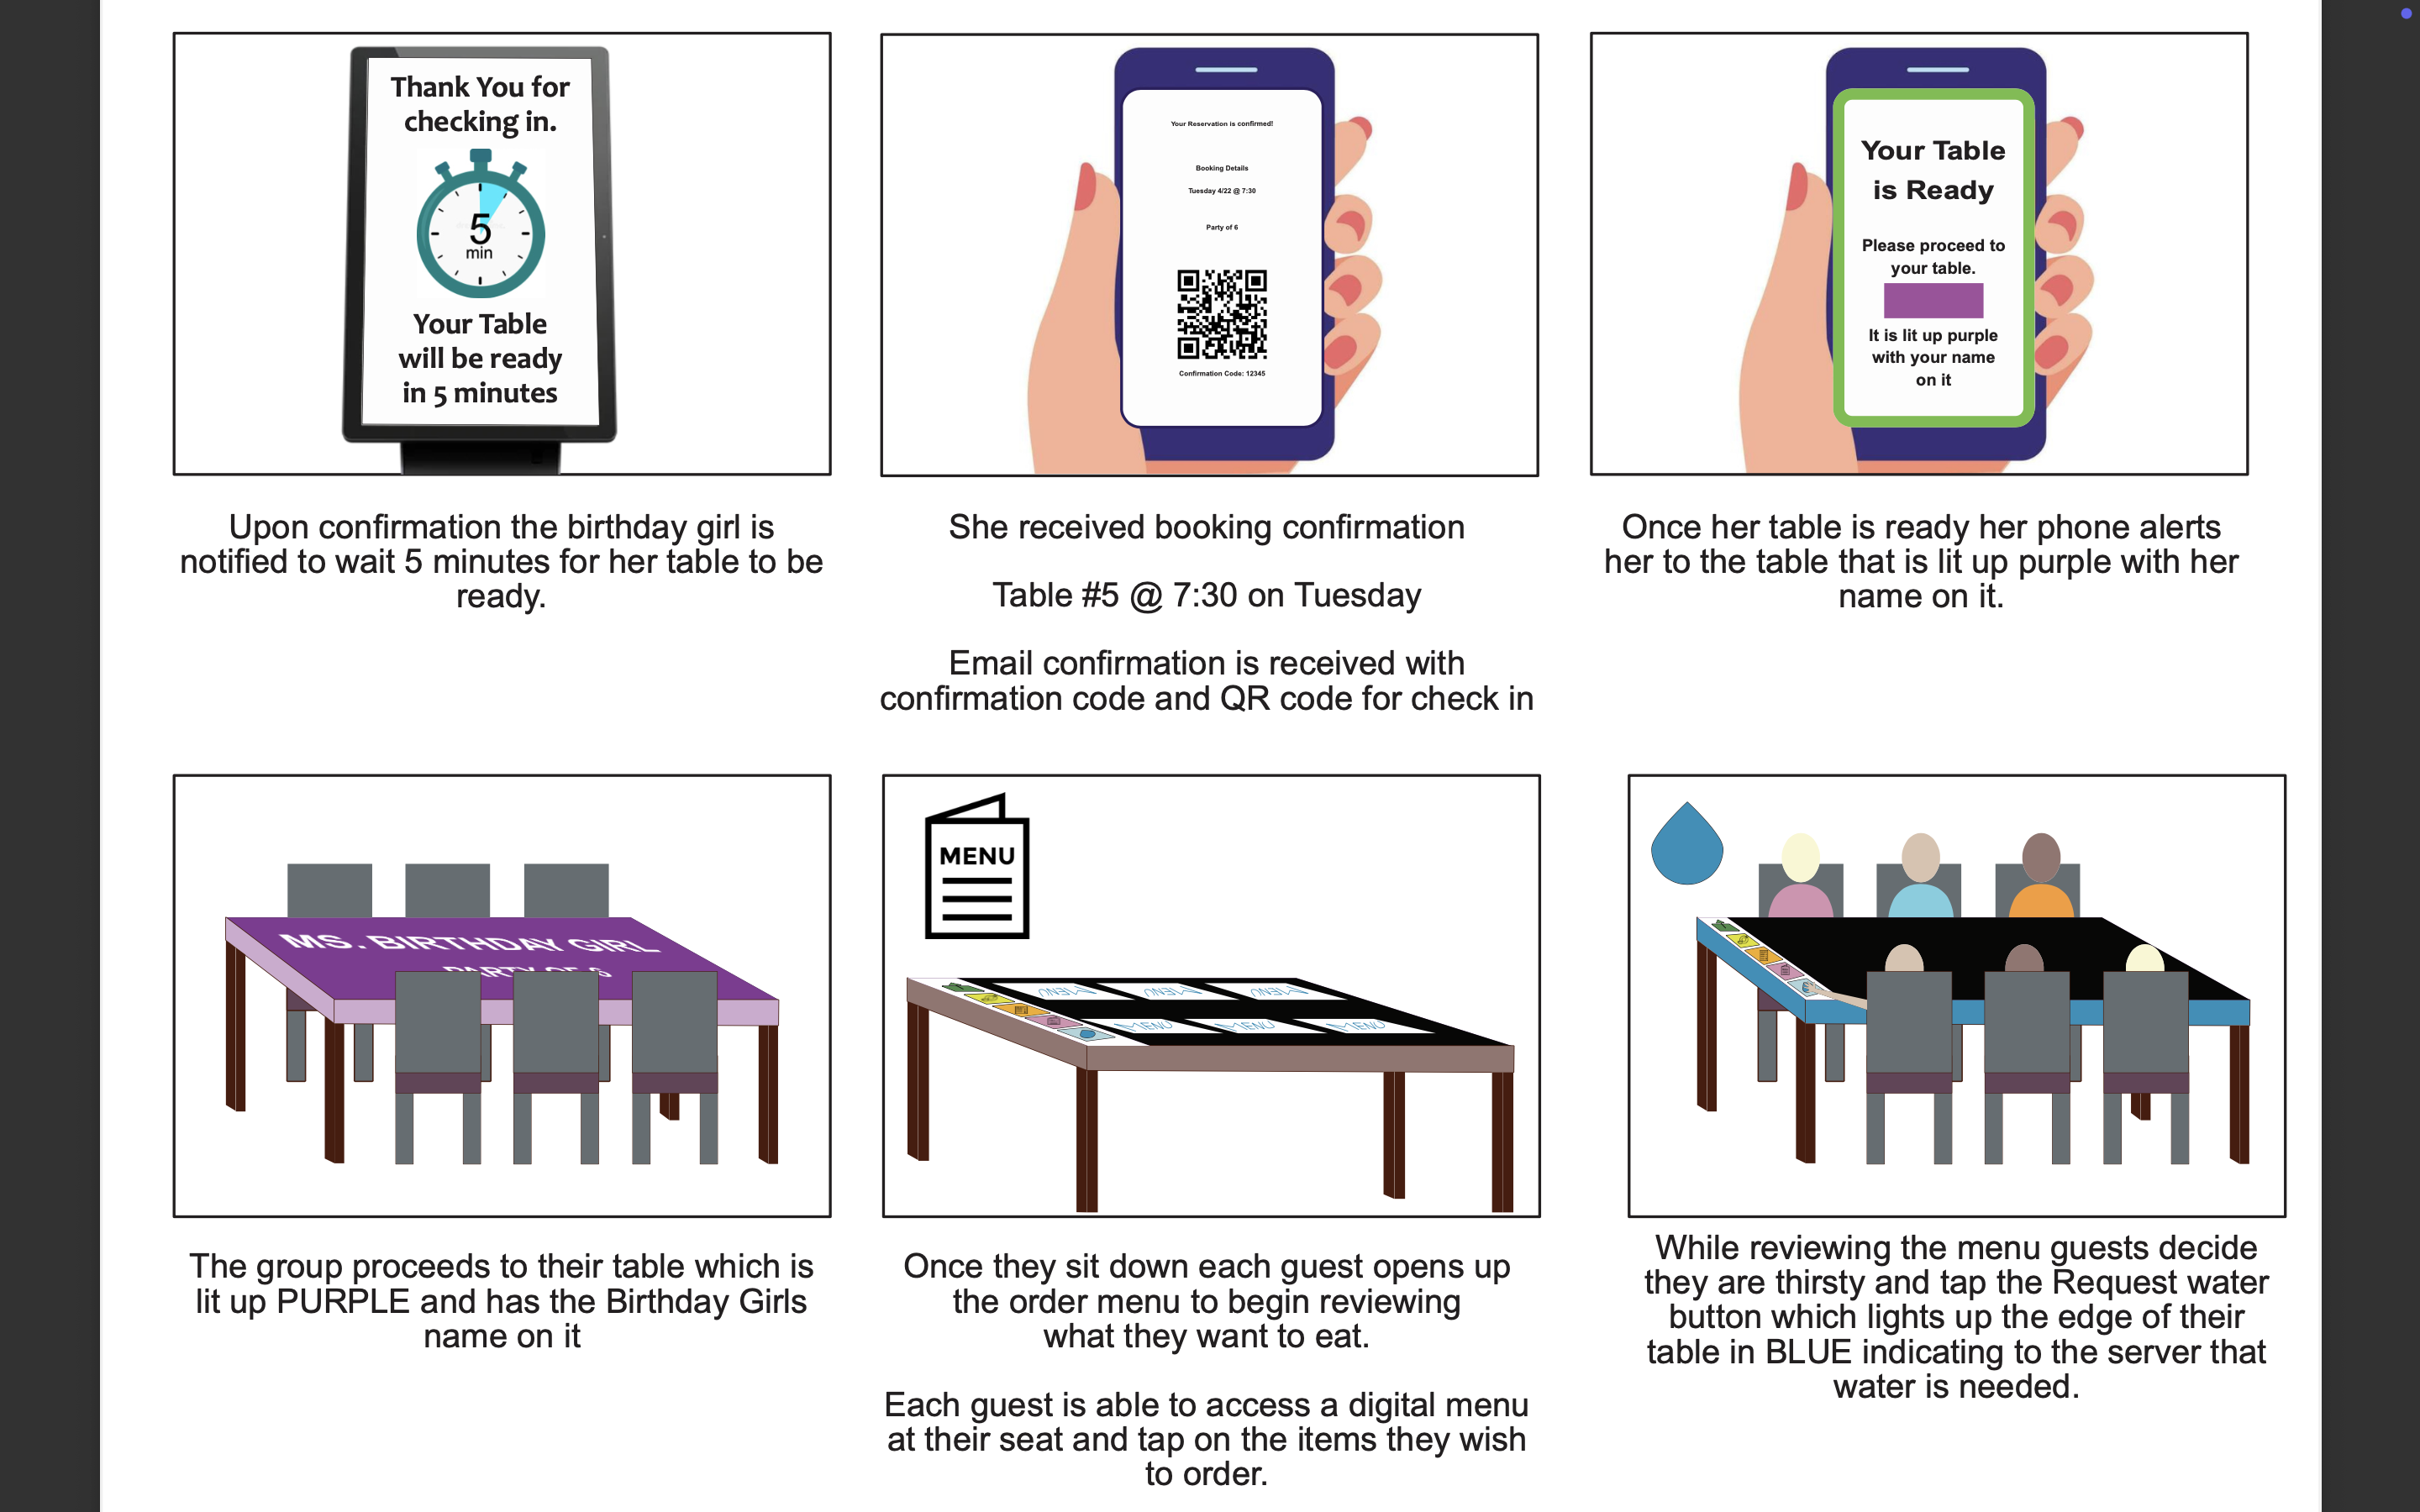 Thank You for
checking in.
5
min
Your Table
will be ready
in 5 minutes
Upon confirmation the birthday girl is
notified to wait 5 minutes for her table to be
ready.
Your Reservation is confirmed!
Booking Details
Tuesday 4/22 @ 7:30
Party of 6
Confirmation Code: 12345
She received booking confirmation
Table #5 @ 7:30 on Tuesday
Email confirmation is received with
confirmation code and QR code for check in
Your Table
is Ready
Please proceed to
your table.
It is lit up purple
with your name
on it
Once her table is ready her phone alerts
her to the table that is lit up purple with her
name on it.
MS. BIRTHDAY GIRL
PARTY OF 6
The group proceeds to their table which is
lit up PURPLE and has the Birthday Girls
name on it
MENU
MENU MENU MENU
MENU MENU MENU
Once they sit down each guest opens up
the order menu to begin reviewing
what they want to eat.
Each guest is able to access a digital menu
at their seat and tap on the items they wish
to order.
While reviewing the menu guests decide
they are thirsty and tap the Request water
button which lights up the edge of their
table in BLUE indicating to the server that
water is needed.